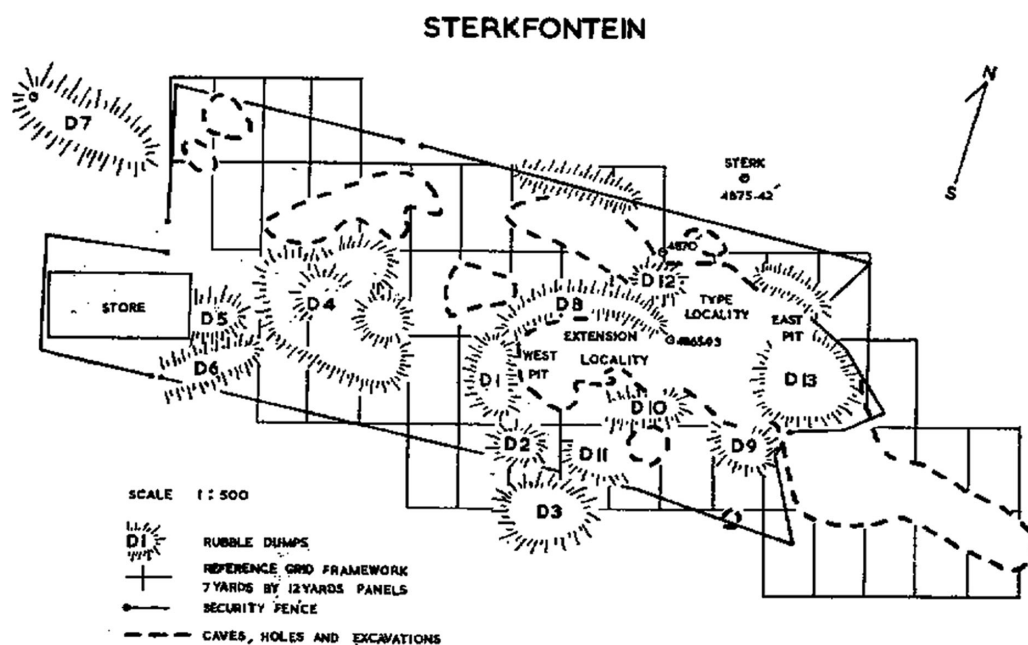 STERKFONTEIN
N
S
D7
STERK
4875·42
4870
D12
TYPE
LOCALITY
STORE
D5
D4
D8
EXTENSION
LOCALITY
4865·93
EAST
PIT
D6
D1
WEST
PIT
D10
D13
D2
D11
D9
D3
SCALE 1 : 500
D1 RUBBLE DUMPS
REFERENCE GRID FRAMEWORK
7 YARDS BY 12 YARDS PANELS
SECURITY FENCE
CAVES, HOLES AND EXCAVATIONS